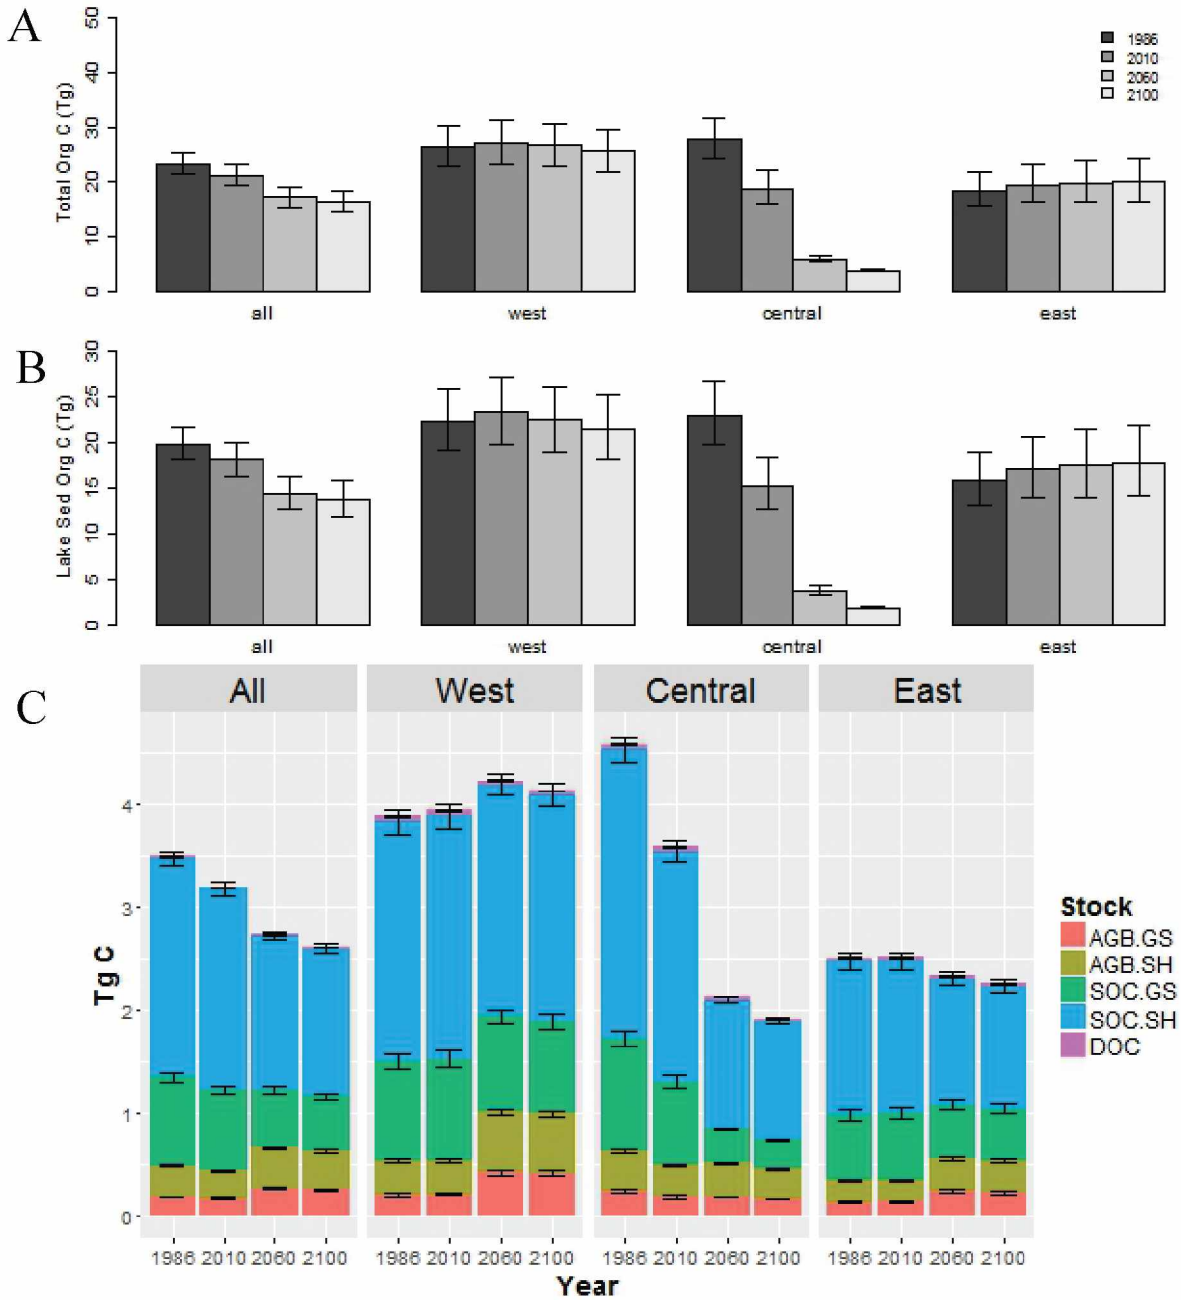 A
Total Org C (Tg)
50
40
30
20
10
0
1986
2010
2060
2100
all west central east
B
Lake Sed Org C (Tg)
30
25
20
15
10
5
0
all west central east
C
All West Central East
Tg C
4
3
2
1
0
1986 2010 2060 2100 1986 2010 2060 2100 1986 2010 2060 2100 1986 2010 2060 2100
Year
Stock
AGB.GS
AGB.SH
SOC.GS
SOC.SH
DOC